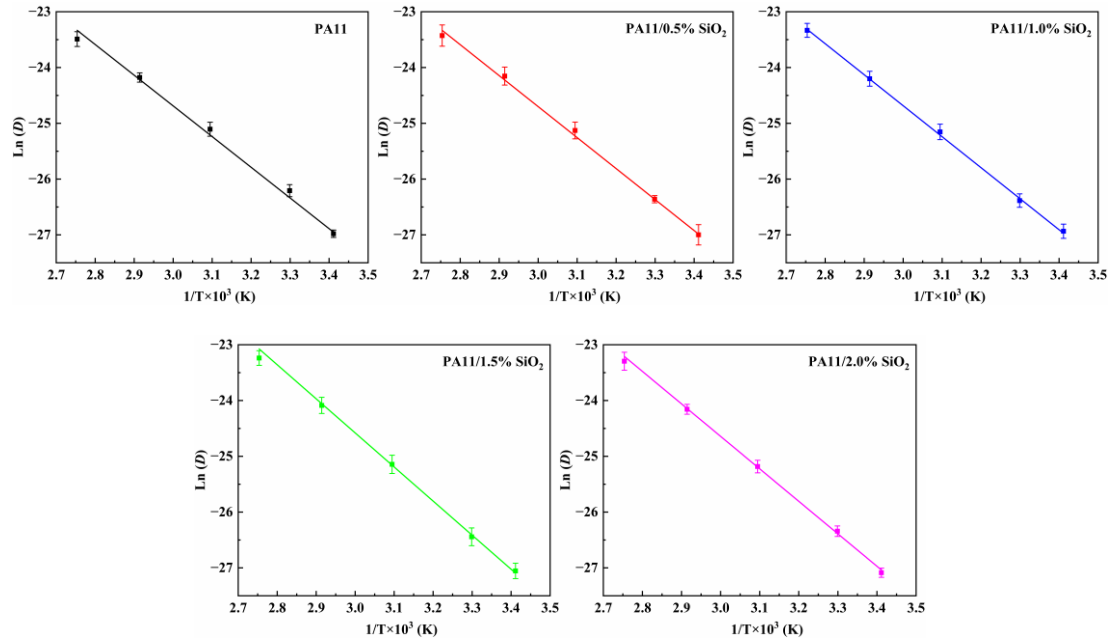 PA11
−23
−24
−25
−26
−27
Ln (D)
2.7 2.8 2.9 3.0 3.1 3.2 3.3 3.4 3.5
1/T×10³ (K)
PA11/0.5% SiO₂
−23
−24
−25
−26
−27
Ln (D)
2.7 2.8 2.9 3.0 3.1 3.2 3.3 3.4 3.5
1/T×10³ (K)
PA11/1.0% SiO₂
−23
−24
−25
−26
−27
Ln (D)
2.7 2.8 2.9 3.0 3.1 3.2 3.3 3.4 3.5
1/T×10³ (K)
PA11/1.5% SiO₂
−23
−24
−25
−26
−27
Ln (D)
2.7 2.8 2.9 3.0 3.1 3.2 3.3 3.4 3.5
1/T×10³ (K)
PA11/2.0% SiO₂
−23
−24
−25
−26
−27
Ln (D)
2.7 2.8 2.9 3.0 3.1 3.2 3.3 3.4 3.5
1/T×10³ (K)